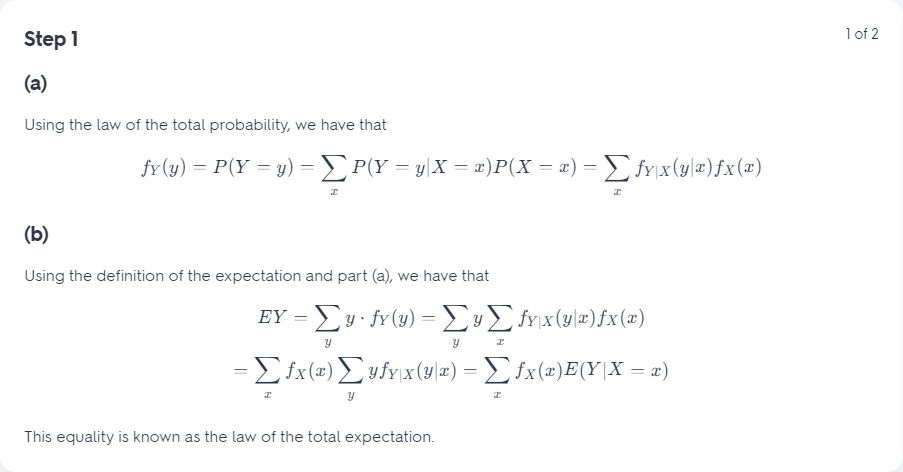 Step 1
1 of 2
(a)
Using the law of the total probability, we have that
f_Y(y) = P(Y = y) = ∑_x P(Y = y|X = x)P(X = x) = ∑_x f_{Y|X}(y|x)f_X(x)
(b)
Using the definition of the expectation and part (a), we have that
EY = ∑_y y · f_Y(y) = ∑_y y ∑_x f_{Y|X}(y|x)f_X(x)
= ∑_x f_X(x) ∑_y y f_{Y|X}(y|x) = ∑_x f_X(x)E(Y|X = x)
This equality is known as the law of the total expectation.